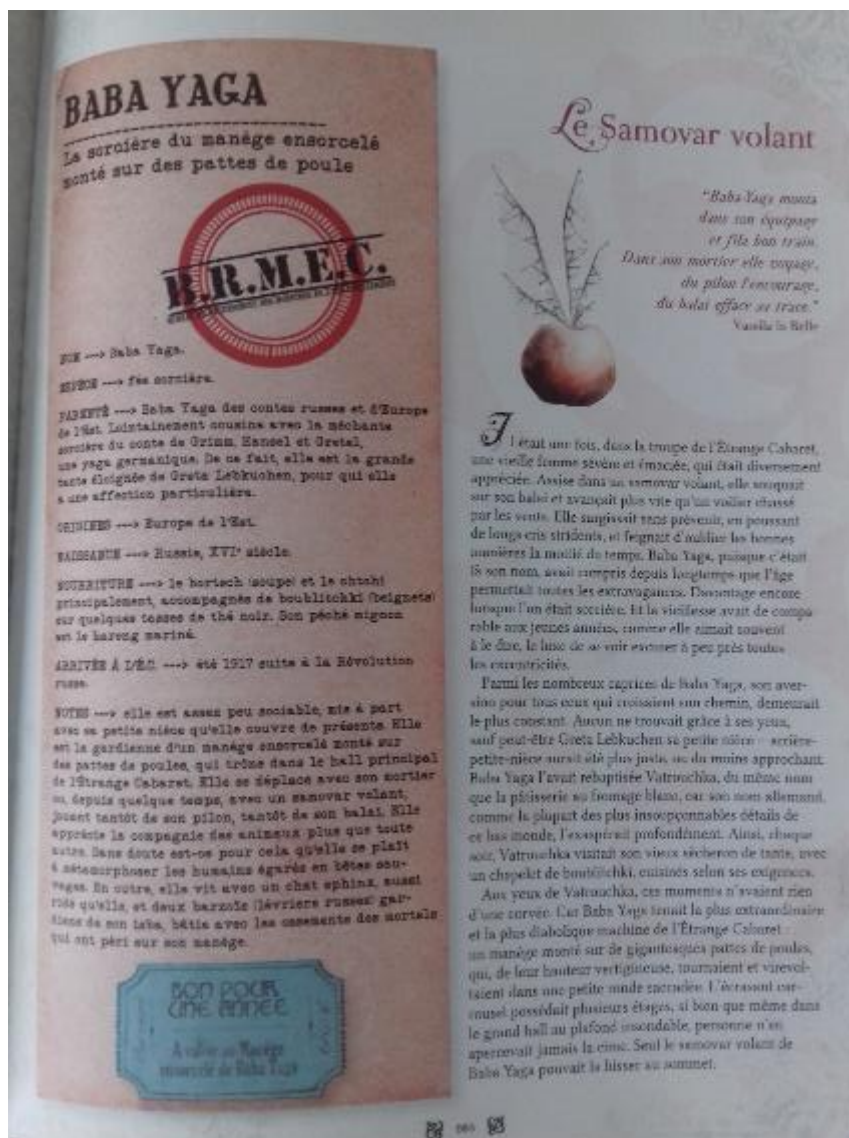 BABA YAGA
La sorcière du manège ensorcelé
monté sur des pattes de poule
B.R.M.E.C.
NOM ---> Baba Yaga.
ESPÈCE ---> fée sorcière.
PARENTÉ ---> Baba Yaga des contes russes et d'Europe
de l'Est. Lointainement cousine avec la méchante
sorcière du conte de Grimm, Hansel et Gretel,
une yaga germanique. De ce fait, elle est la grande
tante éloignée de Greta Lebkuchen, pour qui elle
a une affection particulière.
ORIGINES ---> Europe de l'Est.
NAISSANCE ---> Russie, XVIe siècle.
NOURRITURE ---> le bortsch (soupe) et le chtchi
principalement, accompagnés de boublitchki (beignets)
sur quelques tasses de thé noir. Son péché mignon
est le hareng mariné.
ARRIVÉE À L'É.C. ---> été 1917 suite à la Révolution
russe.
NOTES ---> elle est assez peu sociable, mis à part
avec sa petite nièce qu'elle couvre de présents. Elle
est la gardienne d'un manège ensorcelé monté sur
des pattes de poules, qui trône dans le hall principal
de l'Étrange Cabaret. Elle se déplace avec son mortier
ou, depuis quelque temps, avec un samovar volant,
jouant tantôt de son pilon, tantôt de son balai. Elle
apprécie la compagnie des animaux plus que toute
autre. Sans doute est-ce pour cela qu'elle se plaît
à métamorphoser les humains égarés en bêtes sau-
vages. En outre, elle vit avec un chat sphinx, aussi
ridé qu'elle, et deux barzoïs (lévriers russes) gar-
diens de son isba, bâtie avec les ossements des mortels
qui ont péri sur son manège.
BON POUR
UNE ANNÉE
À valoir au Manège
ensorcelé de Baba Yaga
Le Samovar volant
"Baba-Yaga monta
dans son équipage
et fila bon train.
Dans son mortier elle voyage,
du pilon l'encourage,
du balai efface sa trace."
Vassilia la Belle
Il était une fois, dans la troupe de l'Étrange Cabaret,
une vieille femme sévère et émaciée, qui était diversement
appréciée. Assise dans un samovar volant, elle souquait
sur son balai et avançait plus vite qu'un voilier chassé
par les vents. Elle surgissait sans prévenir, en poussant
de longs cris stridents, et feignait d'oublier les bonnes
manières la moitié du temps. Baba Yaga, puisque c'était
là son nom, avait compris depuis longtemps que l'âge
permettait toutes les extravagances. Davantage encore
lorsque l'on était sorcière. Et la vieillesse avait de compa-
rable aux jeunes années, comme elle aimait souvent
à le dire, le luxe de se voir excuser à peu près toutes
les excentricités.
Parmi les nombreux caprices de Baba Yaga, son aver-
sion pour tous ceux qui croisaient son chemin, demeurait
le plus constant. Aucun ne trouvait grâce à ses yeux,
sauf peut-être Greta Lebkuchen sa petite nièce – arrière-
petite-nièce aurait été plus juste, ou du moins approchant.
Baba Yaga l'avait rebaptisée Vatrouchka, du même nom
que la pâtisserie au fromage blanc, car son nom allemand,
comme la plupart des plus insoupçonnables détails de
ce bas monde, l'exaspérait profondément. Ainsi, chaque
soir, Vatrouchka visitait son vieux sècheron de tante, avec
un chapelet de boublitchki, cuisinés selon ses exigences.
Aux yeux de Vatrouchka, ces moments n'avaient rien
d'une corvée. Car Baba Yaga tenait la plus extraordinaire
et la plus diabolique machine de l'Étrange Cabaret :
un manège monté sur de gigantesques pattes de poules,
qui, de leur hauteur vertigineuse, tournaient et virevol-
taient dans une petite ronde saccadée. L'écrasant car-
rousel possédait plusieurs étages, si bien que même dans
le grand hall au plafond insondable, personne n'en
apercevait jamais la cime. Seul le samovar volant de
Baba Yaga pouvait la hisser au sommet.